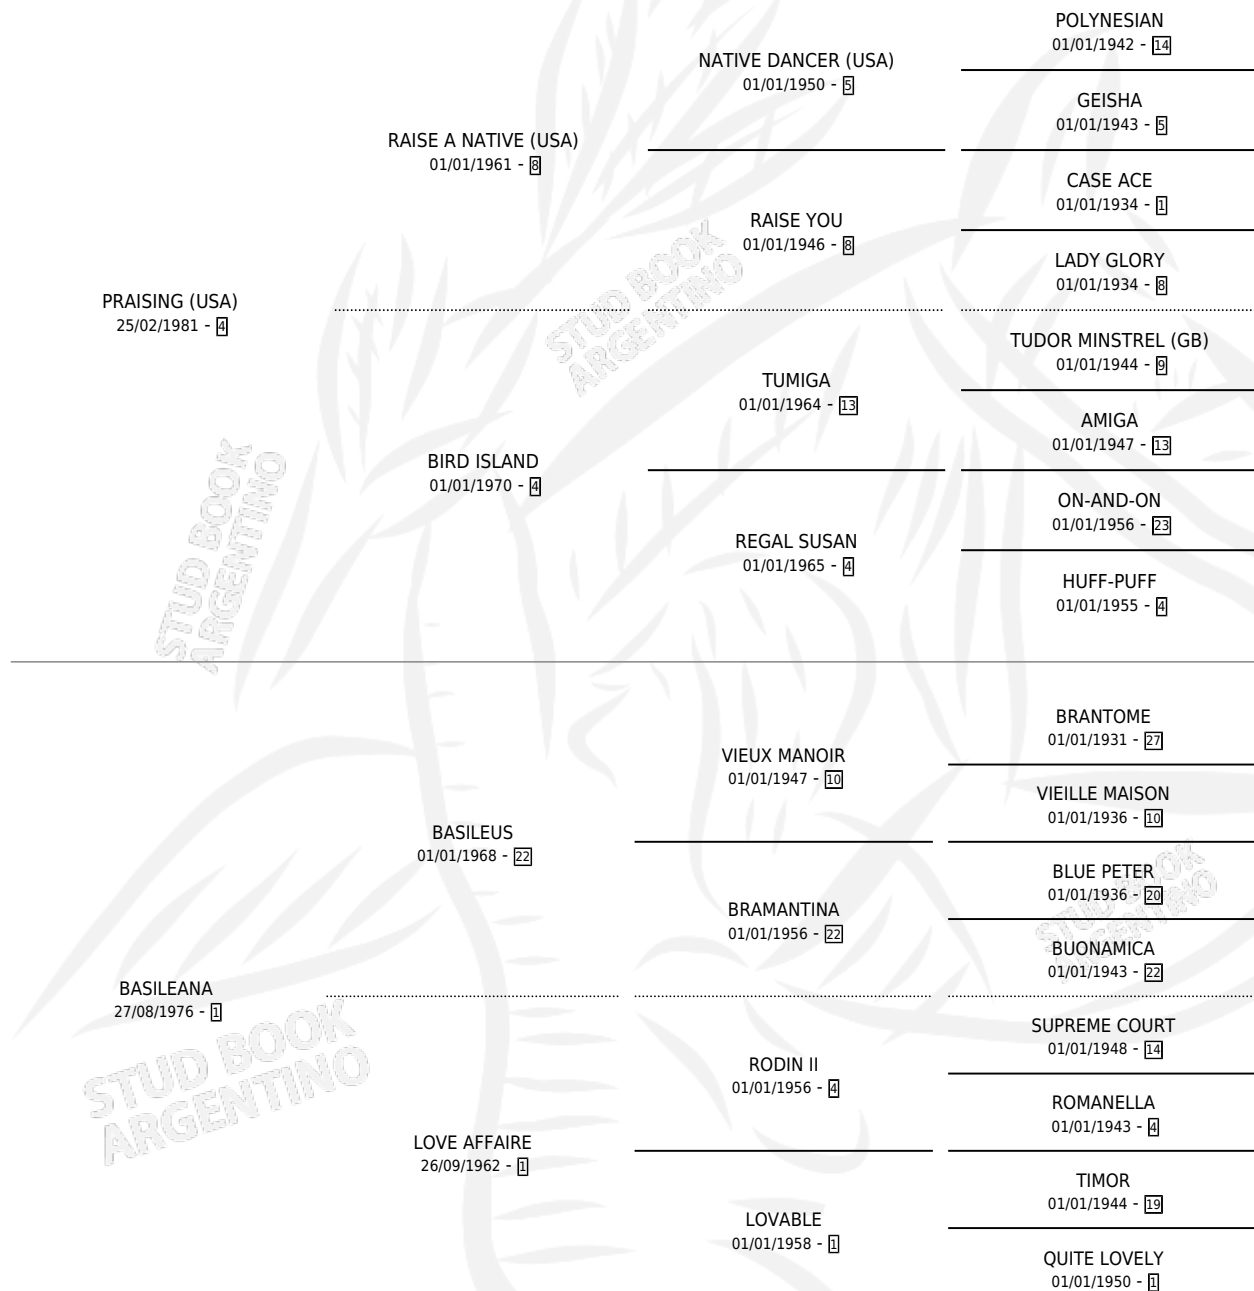 POLYNESIAN
01/01/1942 - 14
NATIVE DANCER (USA)
01/01/1950 - 5
GEISHA
01/01/1943 - 5
RAISE A NATIVE (USA)
01/01/1961 - 8
CASE ACE
01/01/1934 - 1
RAISE YOU
01/01/1946 - 8
LADY GLORY
01/01/1934 - 8
PRAISING (USA)
25/02/1981 - 4
TUDOR MINSTREL (GB)
01/01/1944 - 9
TUMIGA
01/01/1964 - 13
AMIGA
01/01/1947 - 13
BIRD ISLAND
01/01/1970 - 4
ON-AND-ON
01/01/1956 - 23
REGAL SUSAN
01/01/1965 - 4
HUFF-PUFF
01/01/1955 - 4
BRANTOME
01/01/1931 - 27
VIEUX MANOIR
01/01/1947 - 10
VIEILLE MAISON
01/01/1936 - 10
BASILEUS
01/01/1968 - 22
BLUE PETER
01/01/1936 - 20
BRAMANTINA
01/01/1956 - 22
BUONAMICA
01/01/1943 - 22
BASILEANA
27/08/1976 - 1
SUPREME COURT
01/01/1948 - 14
RODIN II
01/01/1956 - 4
ROMANELLA
01/01/1943 - 4
LOVE AFFAIRE
26/09/1962 - 1
TIMOR
01/01/1944 - 19
LOVABLE
01/01/1958 - 1
QUITE LOVELY
01/01/1950 - 1
STUD BOOK
ARGENTINO
STUD BOOK
ARGENTINO
STUD BOOK
ARGENTINO
STUD BOOK
ARGENTINO